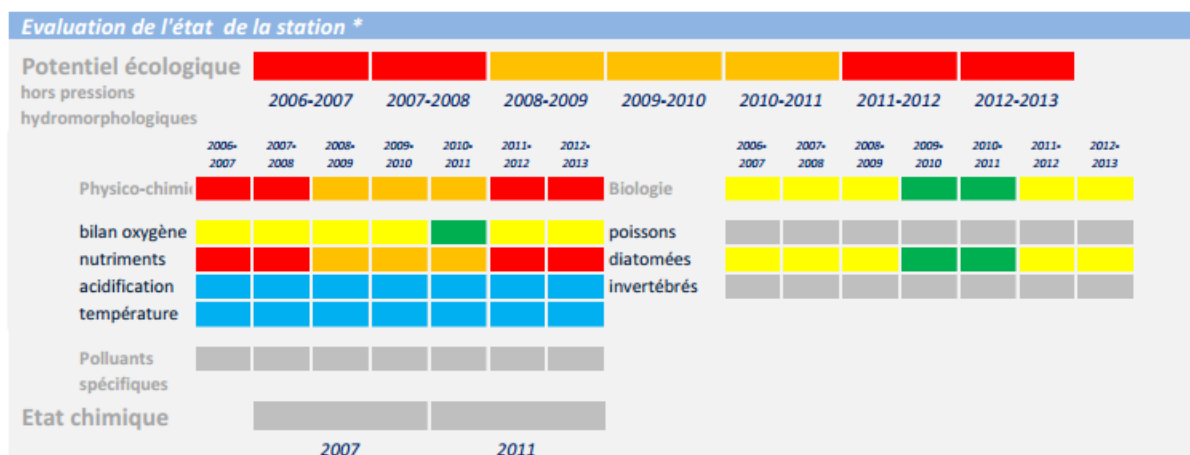 Evaluation de l'état de la station *
Potentiel écologique
hors pressions
hydromorphologiques
2006-2007 2007-2008 2008-2009 2009-2010 2010-2011 2011-2012 2012-2013
2006- 2007- 2008- 2009- 2010- 2011- 2012- 2006- 2007- 2008- 2009- 2010- 2011- 2012-
2007 2008 2009 2010 2011 2012 2013 2007 2008 2009 2010 2011 2012 2013
Physico-chimi Biologie
bilan oxygène poissons
nutriments diatomées
acidification invertébrés
température
Polluants
spécifiques
Etat chimique
2007 2011